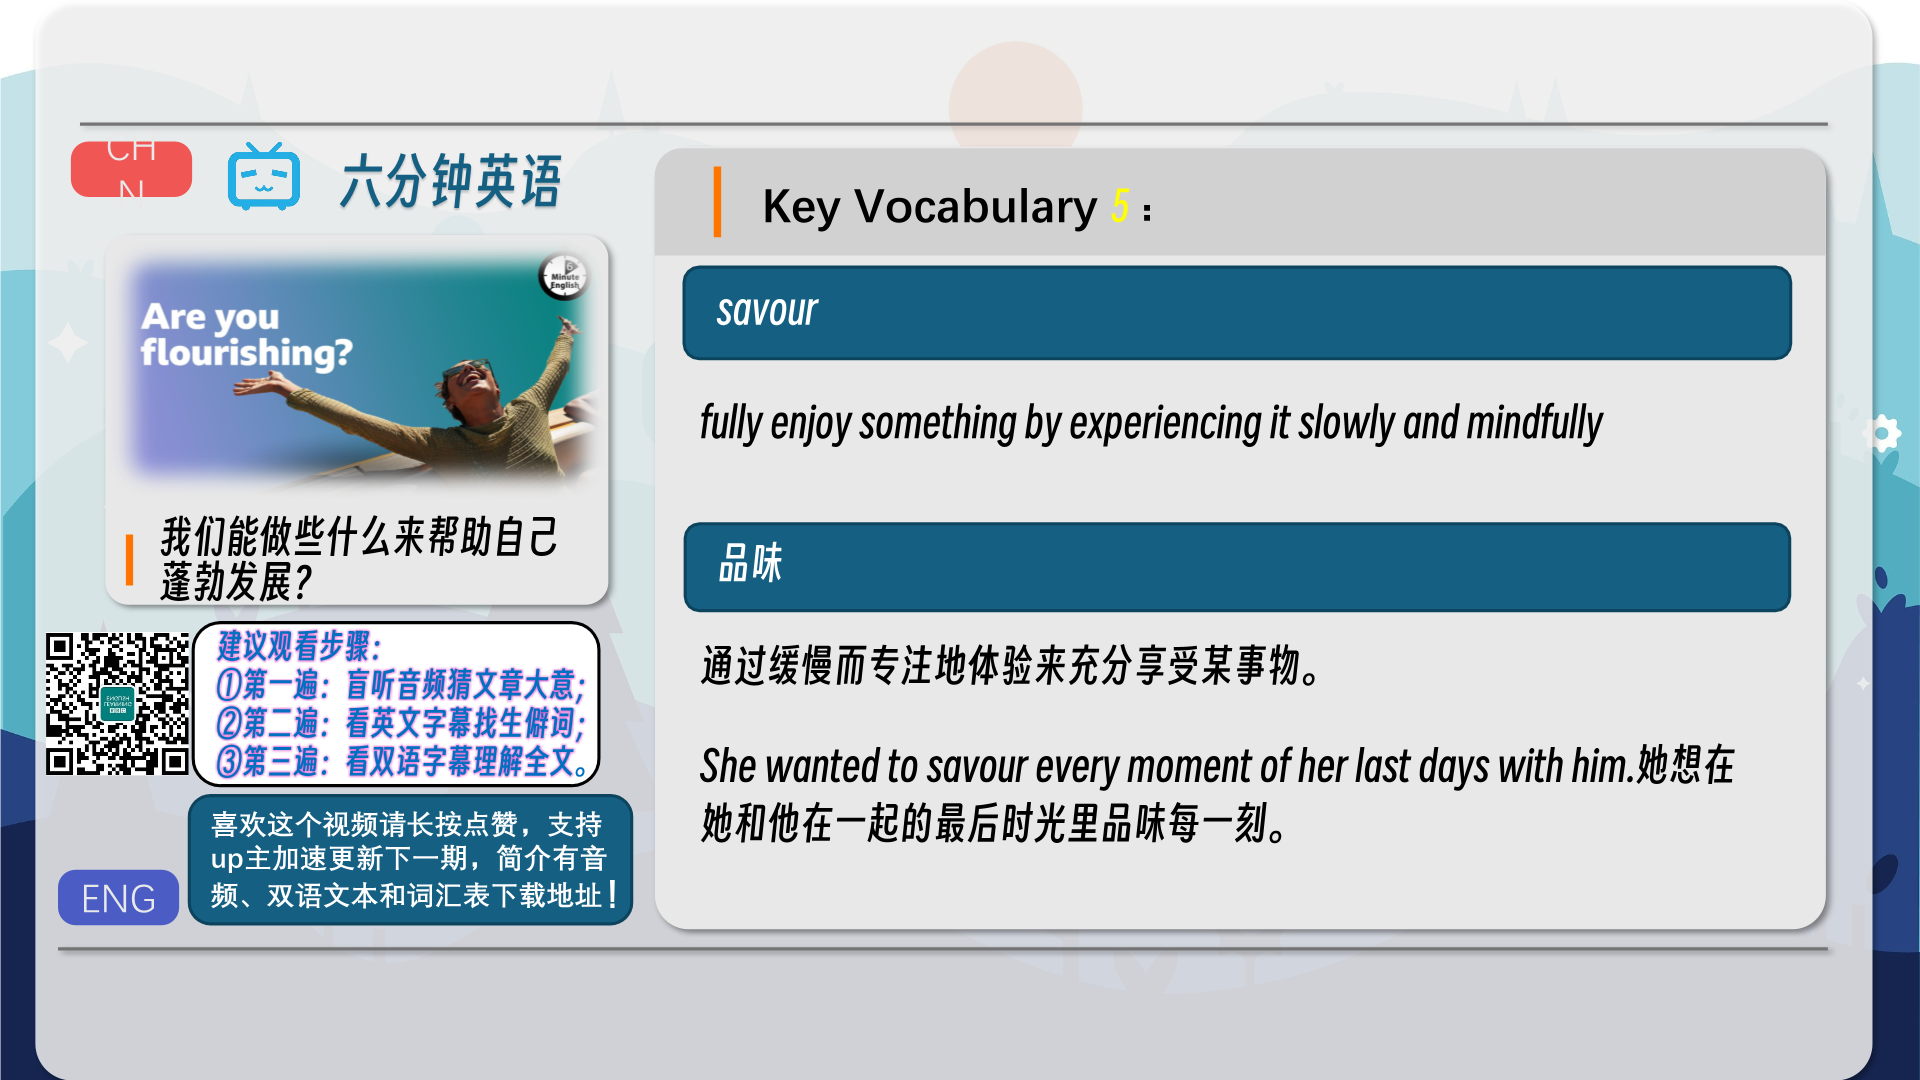 CH
N
六分钟英语
6
Minute
English
Are you
flourishing?
我们能做些什么来帮助自己
蓬勃发展?
建议观看步骤:
①第一遍: 盲听音频猜文章大意;
②第二遍: 看英文字幕找生僻词;
③第三遍: 看双语字幕理解全文。
喜欢这个视频请长按点赞，支持
up主加速更新下一期，简介有音
频、双语文本和词汇表下载地址！
ENG
Key Vocabulary 5：
savour
fully enjoy something by experiencing it slowly and mindfully
品味
通过缓慢而专注地体验来充分享受某事物。
She wanted to savour every moment of her last days with him.她想在
她和他在一起的最后时光里品味每一刻。